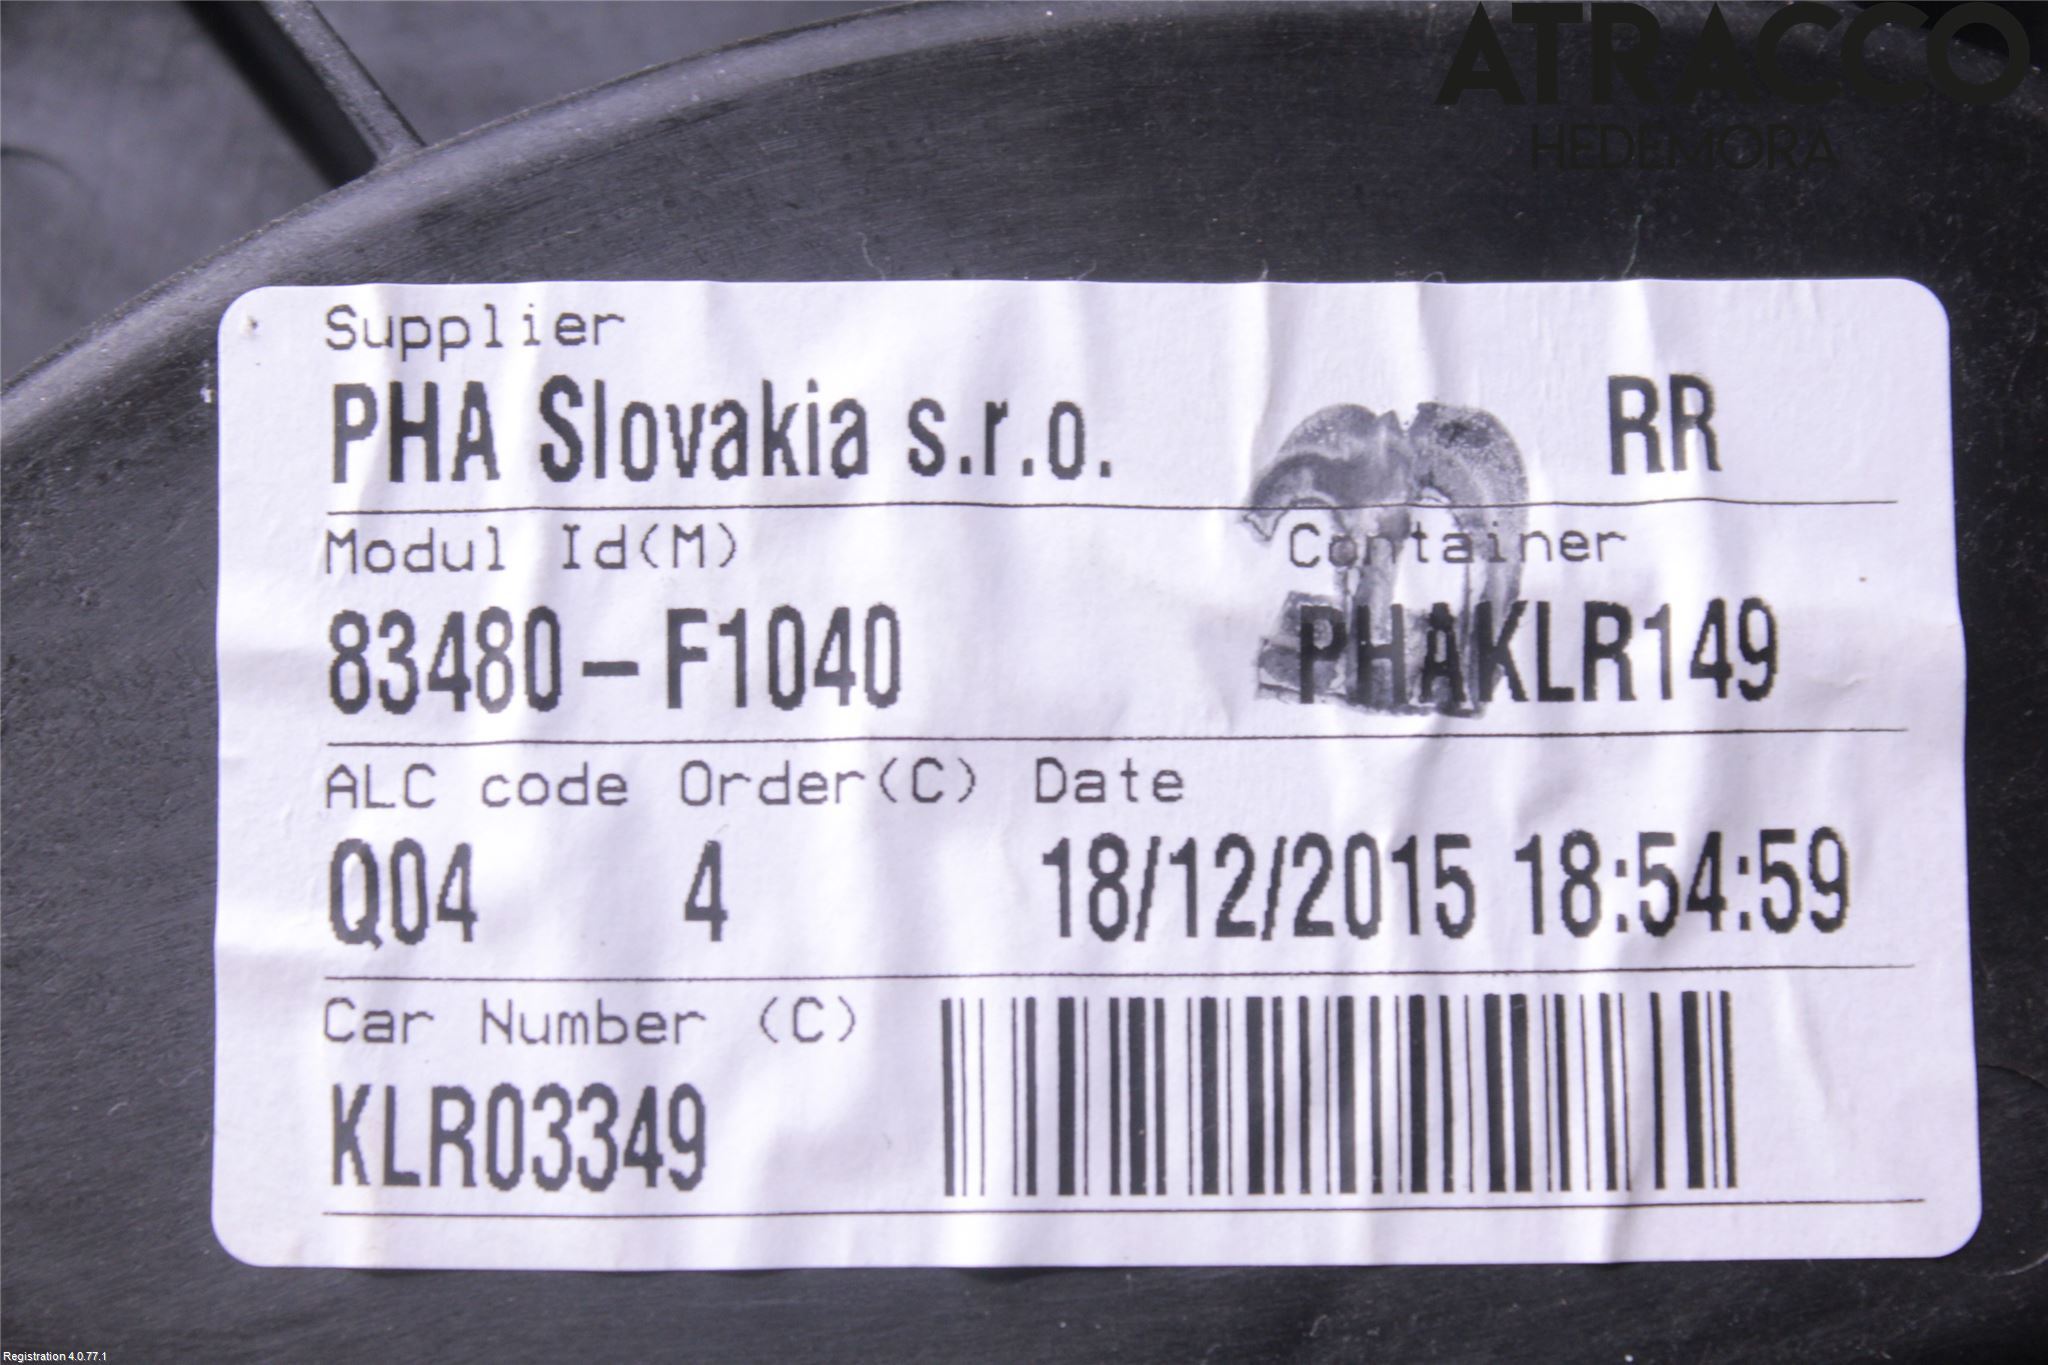 ATRACCO
HEDEMORA
Supplier
PHA Slovakia s.r.o. RR
Modul Id(M) Container
83480-F1040 PHAKLR149
ALC code Order(C) Date
Q04 4 18/12/2015 18:54:59
Car Number (C)
KLR03349
Registration 4.0.77.1